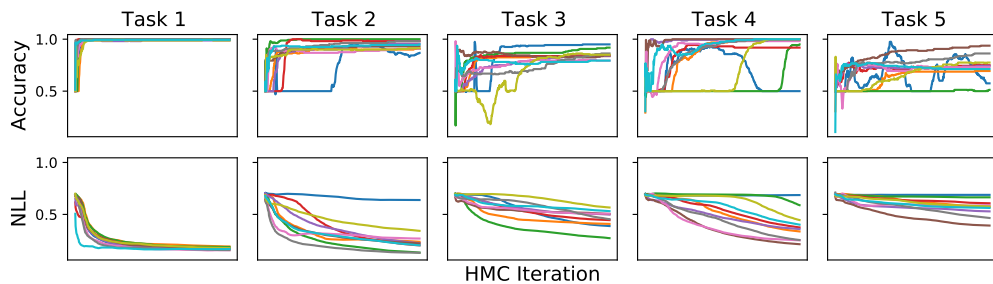 Task 1 Task 2 Task 3 Task 4 Task 5
Accuracy
1.0
0.5
NLL
1.0
0.5
HMC Iteration